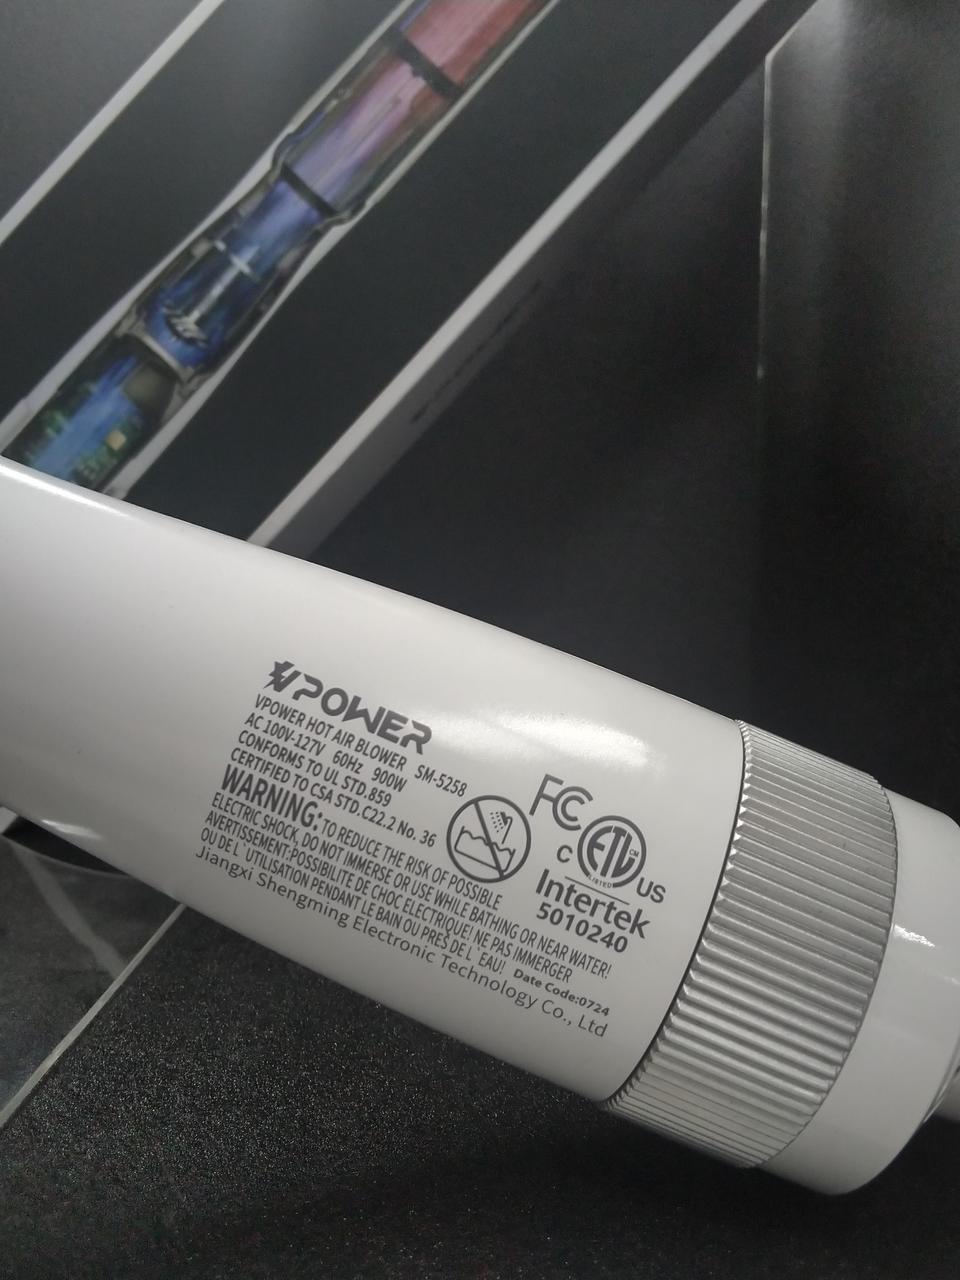 VPOWER
VPOWER HOT AIR BLOWER SM-5258
AC 100V-127V 60Hz 900W
CONFORMS TO UL STD.859
CERTIFIED TO CSA STD.C22.2 No. 36
WARNING: TO REDUCE THE RISK OF POSSIBLE
ELECTRIC SHOCK, DO NOT IMMERSE OR USE WHILE BATHING OR NEAR WATER!
AVERTISSEMENT:POSSIBILITE DE CHOC ELECTRIQUE! NE PAS IMMERGER
OU DE L`UTILISATION PENDANT LE BAIN OU PRES DE L`EAU! Date Code:0724
Jiangxi Shengming Electronic Technology Co., Ltd
FC
C ETL CM US
LISTED
Intertek
5010240